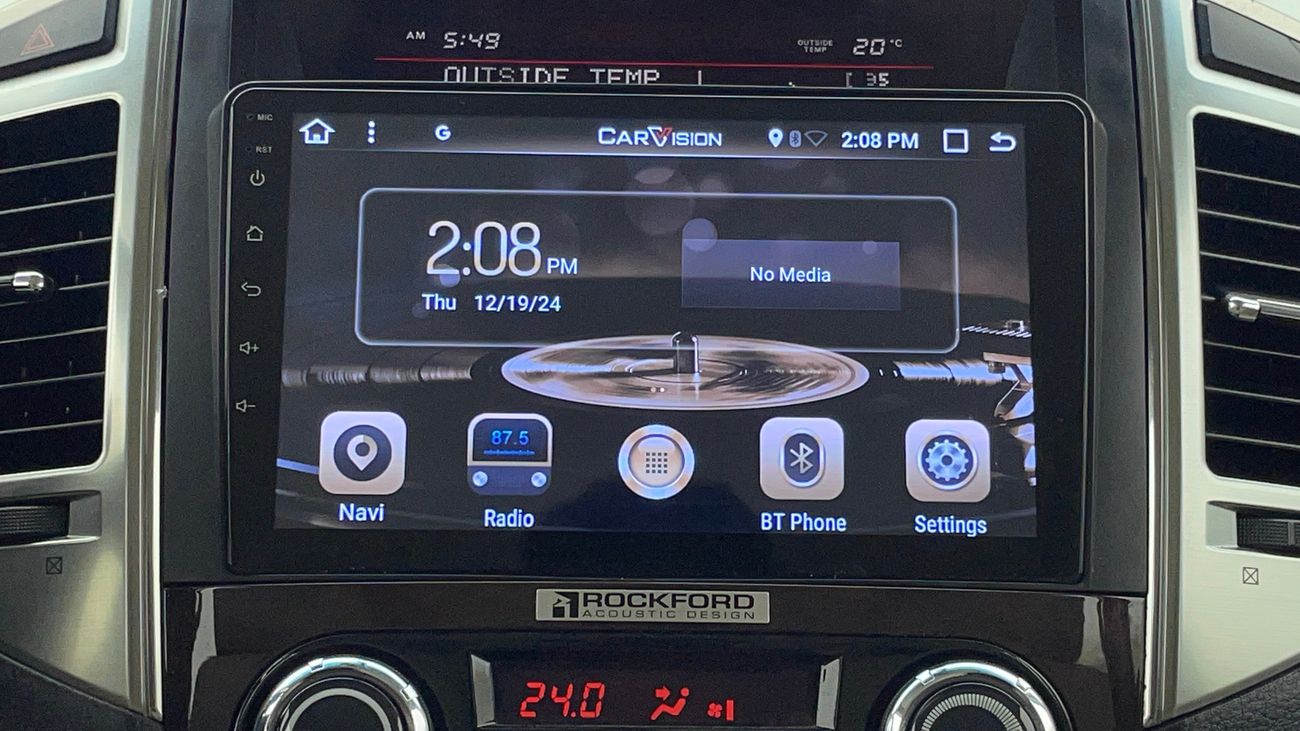 AM 5:49 OUTSIDE TEMP 20 °C
OUTSIDE TEMP 35
MIC
RST
G CARVISION 2:08 PM
2:08 PM
Thu 12/19/24
No Media
87.5
Navi
Radio
BT Phone
Settings
ROCKFORD
ACOUSTIC DESIGN
24.0